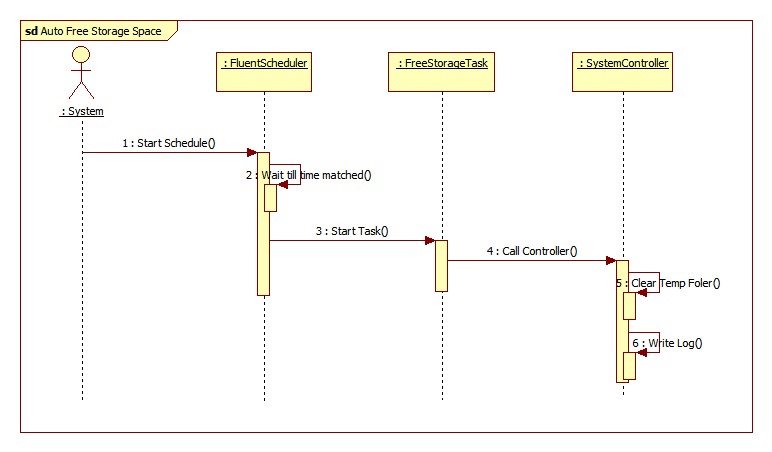 sd Auto Free Storage Space
: System
: FluentScheduler
: FreeStorageTask
: SystemController
1 : Start Schedule()
2 : Wait till time matched()
3 : Start Task()
4 : Call Controller()
5 : Clear Temp Foler()
6 : Write Log()